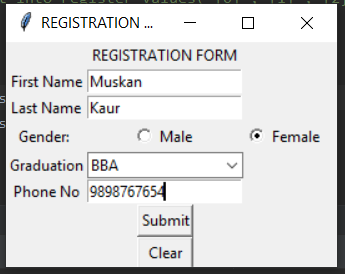 REGISTRATION ...
REGISTRATION FORM
First Name Muskan
Last Name Kaur
Gender: Male Female
Graduation BBA
Phone No 9898767654
Submit
Clear